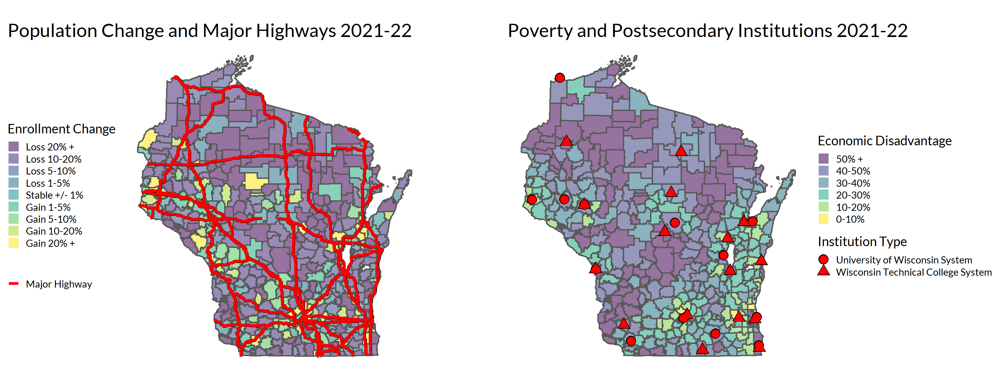 Population Change and Major Highways 2021-22
Enrollment Change
Loss 20% +
Loss 10-20%
Loss 5-10%
Loss 1-5%
Stable +/- 1%
Gain 1-5%
Gain 5-10%
Gain 10-20%
Gain 20% +
Major Highway
Poverty and Postsecondary Institutions 2021-22
Economic Disadvantage
50% +
40-50%
30-40%
20-30%
10-20%
0-10%
Institution Type
University of Wisconsin System
Wisconsin Technical College System